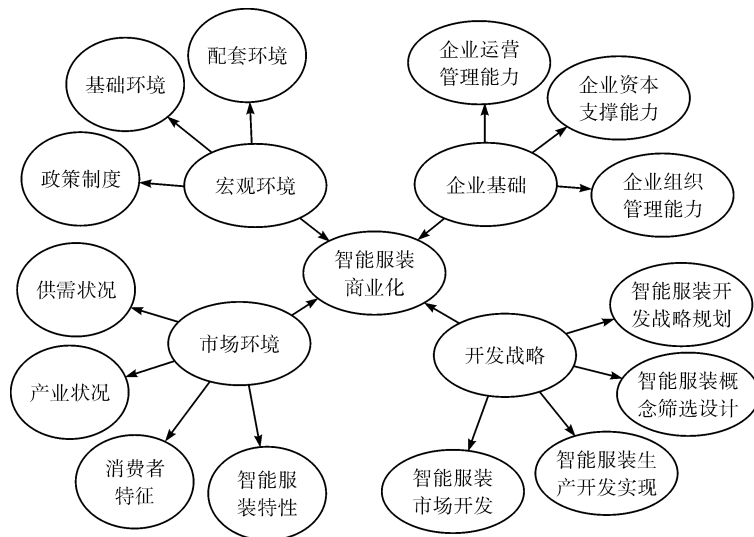 配套环境
基础环境
政策制度
宏观环境
企业运营
管理能力
企业资本
支撑能力
企业组织
管理能力
企业基础
智能服装
商业化
供需状况
产业状况
消费者
特征
智能服
装特性
市场环境
开发战略
智能服装开
发战略规划
智能服装概
念筛选设计
智能服装生
产开发实现
智能服装
市场开发